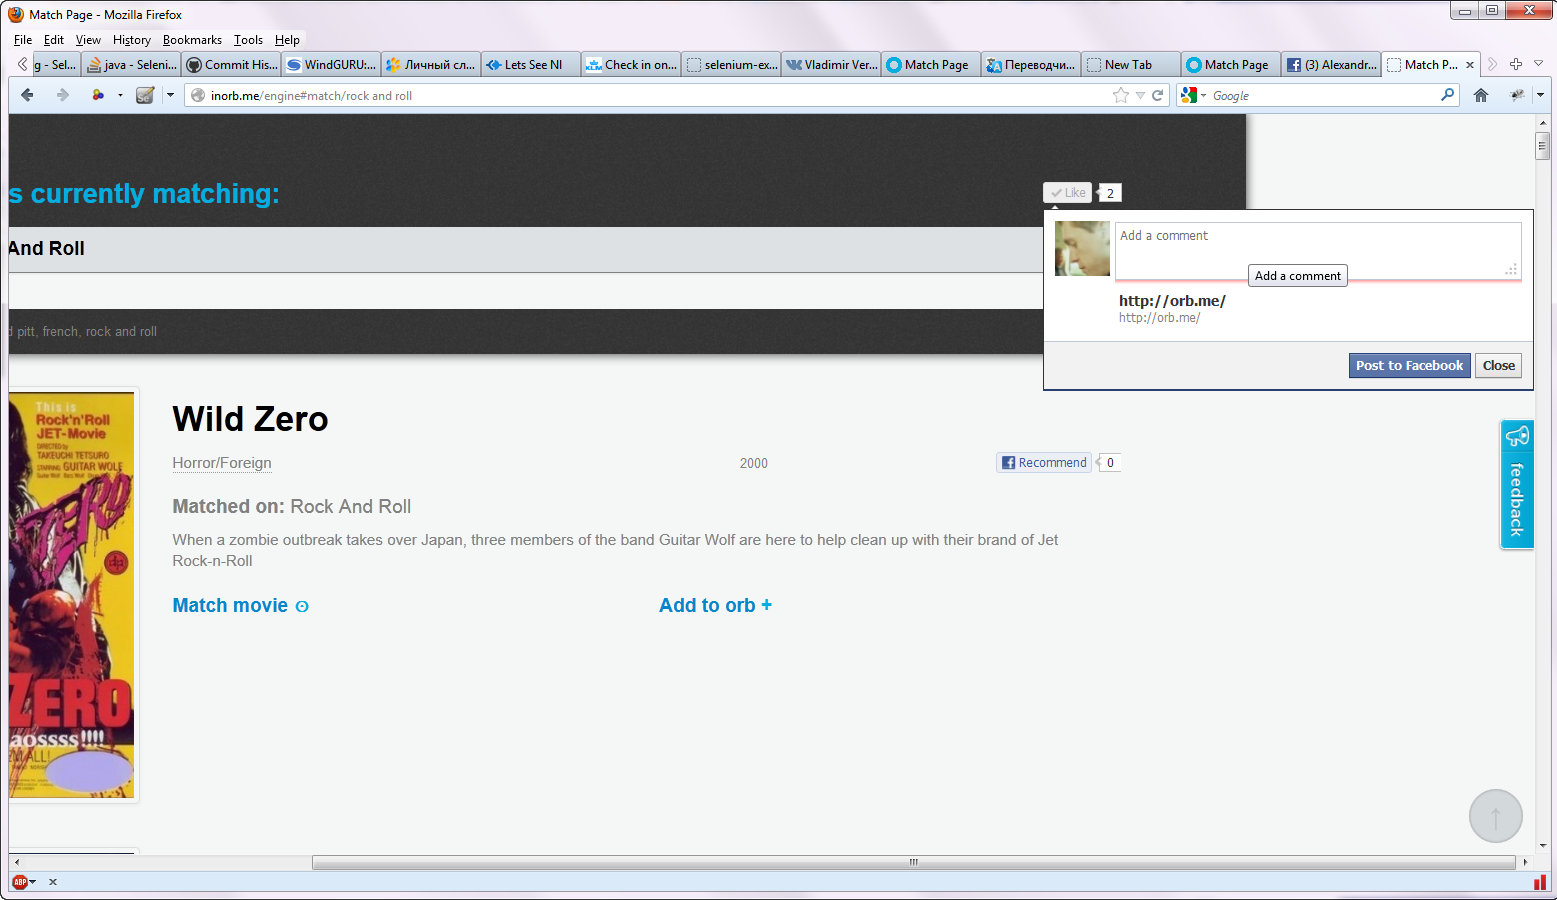 Match Page - Mozilla Firefox
File Edit View History Bookmarks Tools Help
g - Sel... java - Seleni... Commit His... WindGURU:... Личный сл... Lets See NI Check in on... selenium-ex... Vladimir Ver... Match Page Переводчи... New Tab Match Page (3) Alexandr... Match P...
inorb.me/engine#match/rock and roll Google
s currently matching:
Like 2
And Roll
Add a comment
Add a comment
http://orb.me/
http://orb.me/
d pitt, french, rock and roll
Post to Facebook Close
This is
Rock'n'Roll
JET-Movie
DIRECTED by
TAKEUCHI TETSURO
STARRING GUITAR WOLF
ZERO
ZERO
aossss!!!!
Wild Zero
Horror/Foreign 2000 Recommend 0
Matched on: Rock And Roll
When a zombie outbreak takes over Japan, three members of the band Guitar Wolf are here to help clean up with their brand of Jet
Rock-n-Roll
Match movie Add to orb +
feedback
ABP